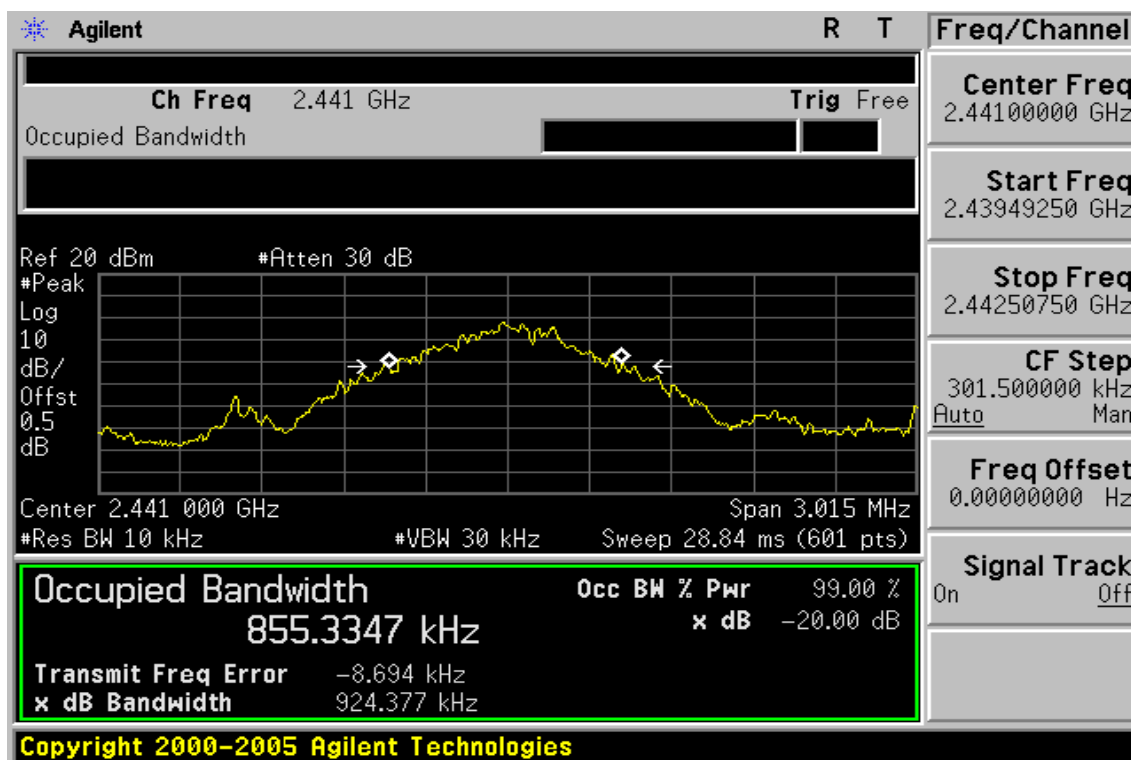 Agilent R T
Ch Freq 2.441 GHz Trig Free
Occupied Bandwidth
Ref 20 dBm #Atten 30 dB
#Peak
Log
10
dB/
Offst
0.5
dB
Center 2.441 000 GHz Span 3.015 MHz
#Res BW 10 kHz #VBW 30 kHz Sweep 28.84 ms (601 pts)
Occupied Bandwidth Occ BW % Pwr 99.00 %
855.3347 kHz x dB -20.00 dB
Transmit Freq Error -8.694 kHz
x dB Bandwidth 924.377 kHz
Copyright 2000-2005 Agilent Technologies
Freq/Channel
Center Freq
2.44100000 GHz
Start Freq
2.43949250 GHz
Stop Freq
2.44250750 GHz
CF Step
301.500000 kHz
Auto Man
Freq Offset
0.00000000 Hz
Signal Track
On Off